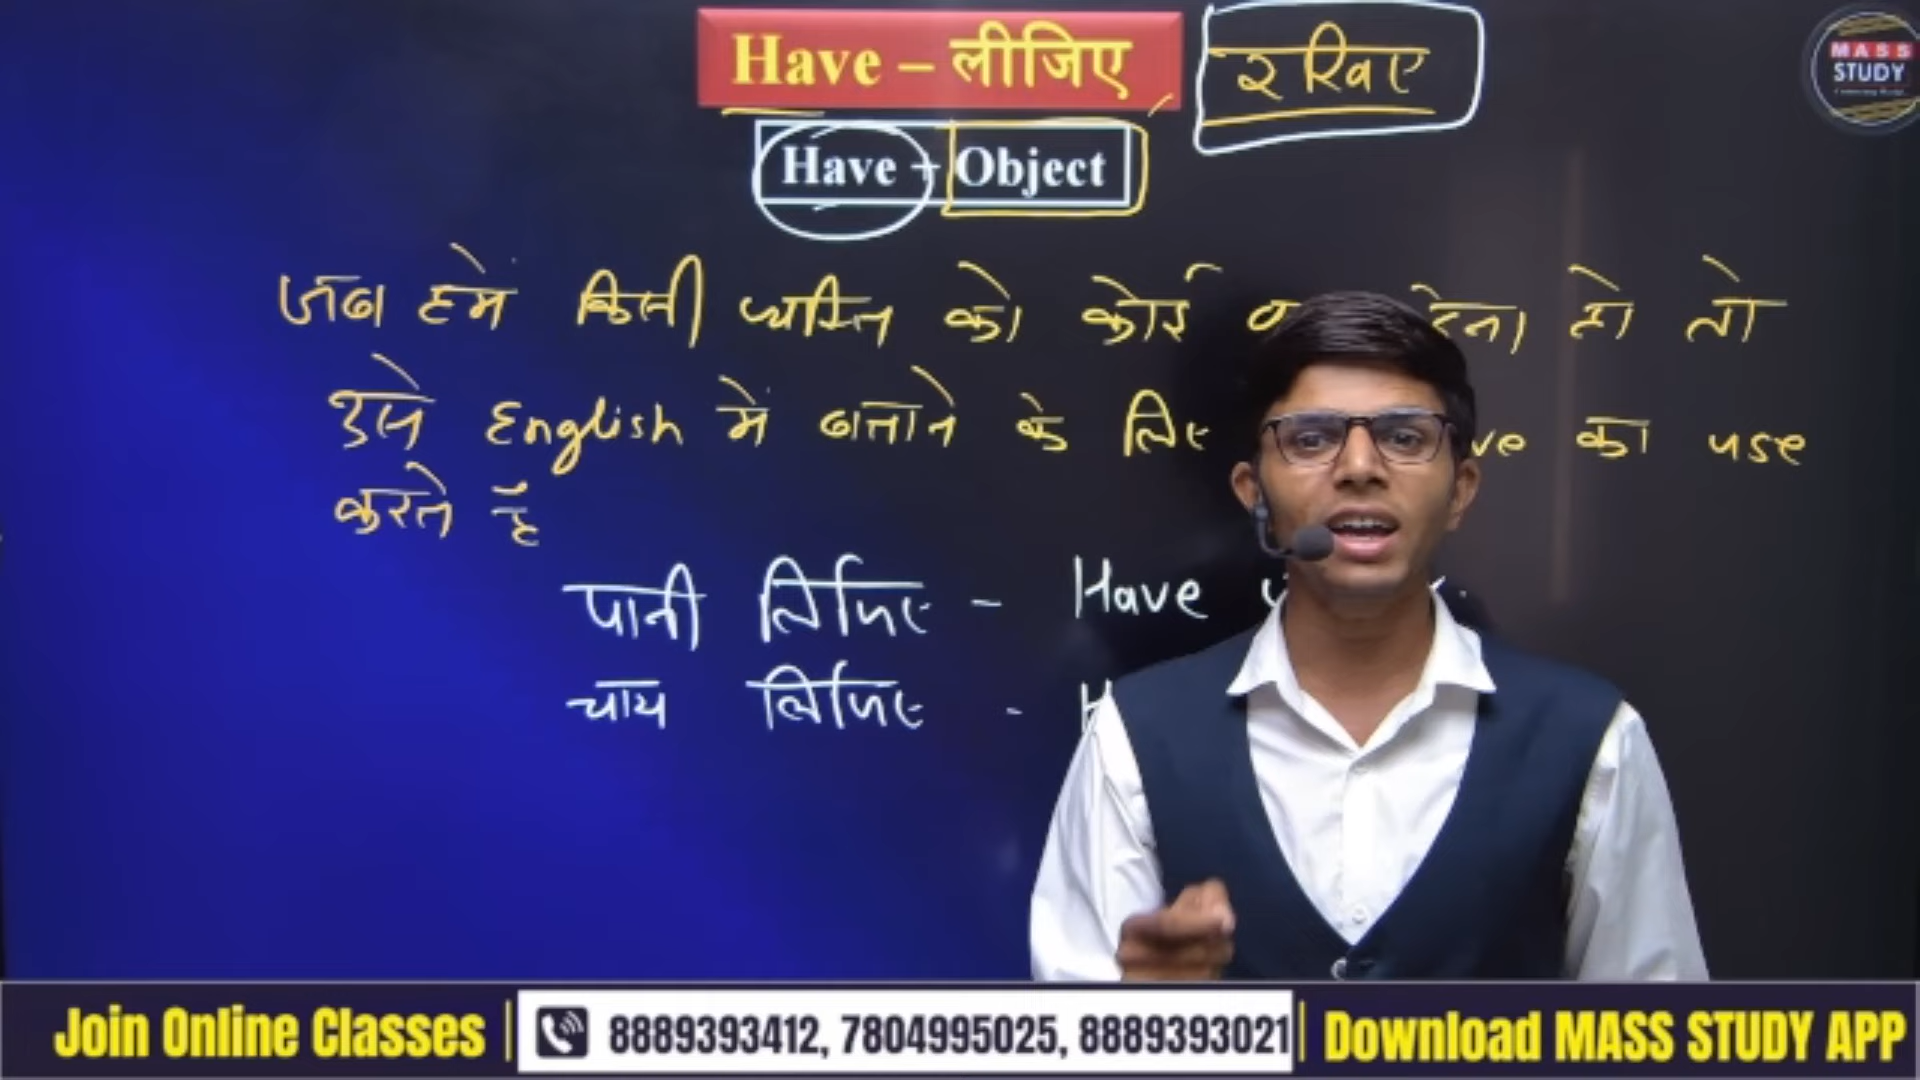 Have – लीजिए रखिए
MASS
STUDY
Have + Object
जब हमे किसी व्यक्ति को कोई देना हो तो
उसे English में बताने के लिए का use
करते है
पानी लिजिए - Have
चाय लिजिए -
Join Online Classes | 8889393412, 7804995025, 8889393021 | Download MASS STUDY APP